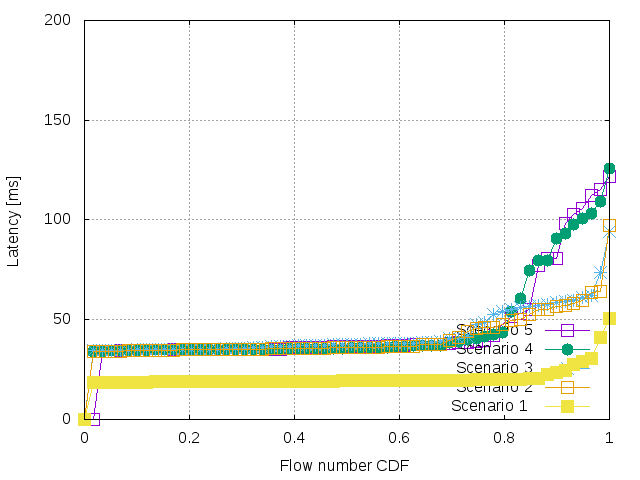 200
150
100
50
0
Latency [ms]
Scenario 5
Scenario 4
Scenario 3
Scenario 2
Scenario 1
0 0.2 0.4 0.6 0.8 1
Flow number CDF